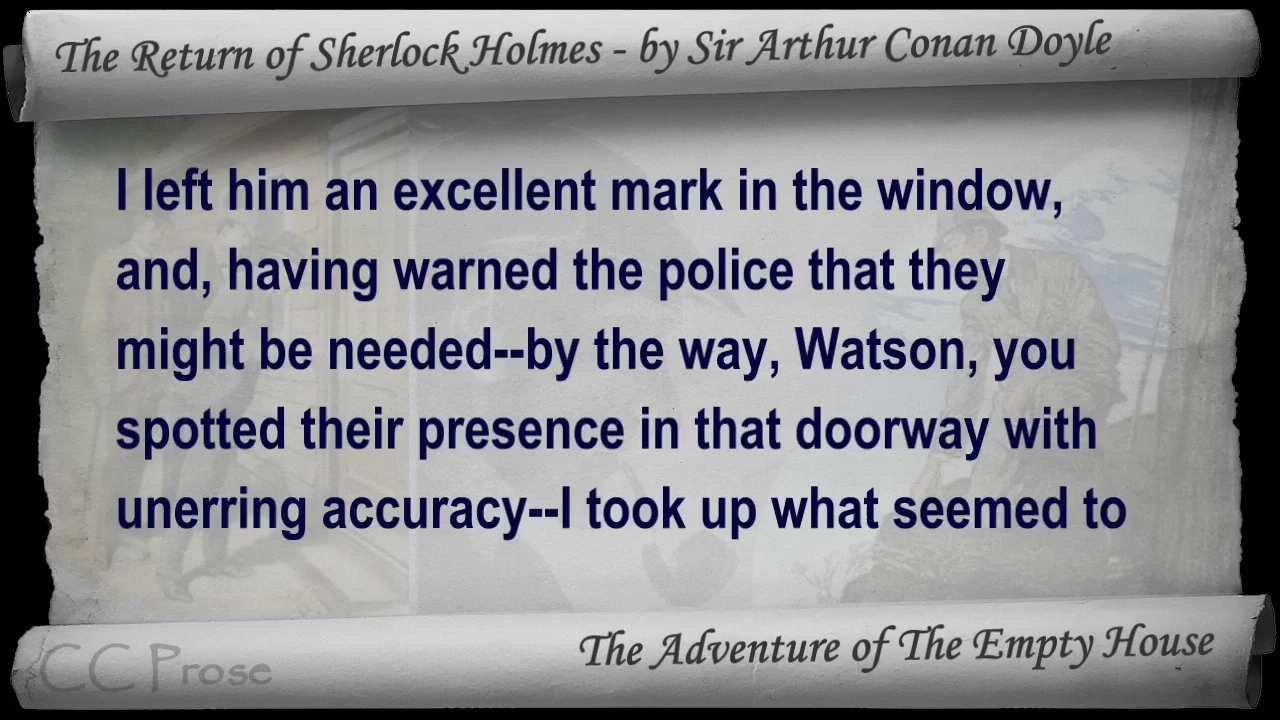 The Return of Sherlock Holmes - by Sir Arthur Conan Doyle
I left him an excellent mark in the window,
and, having warned the police that they
might be needed--by the way, Watson, you
spotted their presence in that doorway with
unerring accuracy--I took up what seemed to
The Adventure of The Empty House
CC Prose